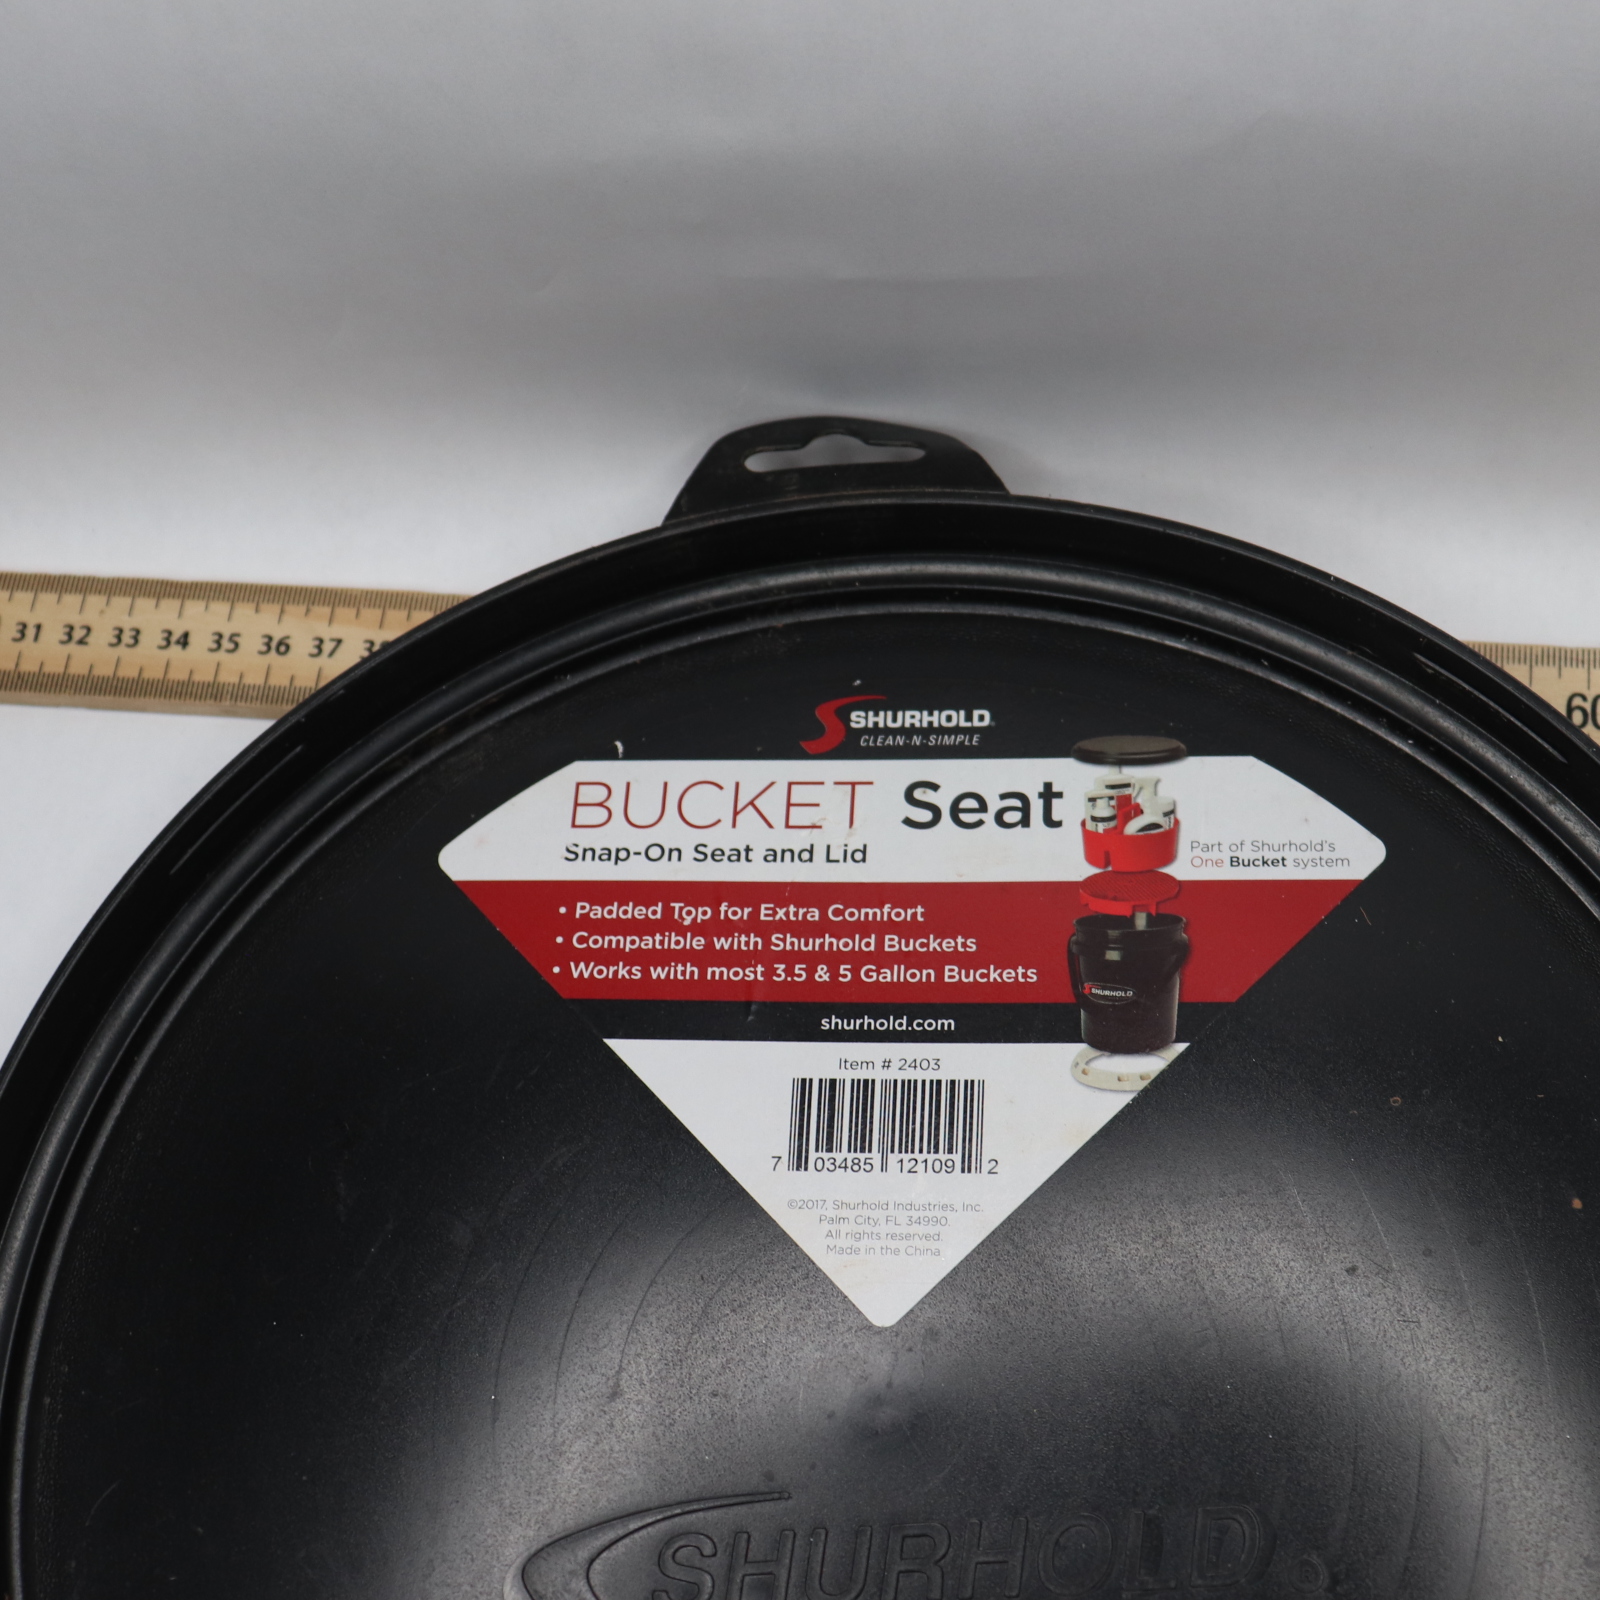 31 32 33 34 35 36 37 38
60
SHURHOLD
CLEAN-N-SIMPLE
BUCKET Seat
Snap-On Seat and Lid
Part of Shurhold's
One Bucket system
• Padded Top for Extra Comfort
• Compatible with Shurhold Buckets
• Works with most 3.5 & 5 Gallon Buckets
SHURHOLD
shurhold.com
Item # 2403
7 03485 12109 2
©2017, Shurhold Industries, Inc.
Palm City, FL 34990.
All rights reserved.
Made in the China
SHURHOLD